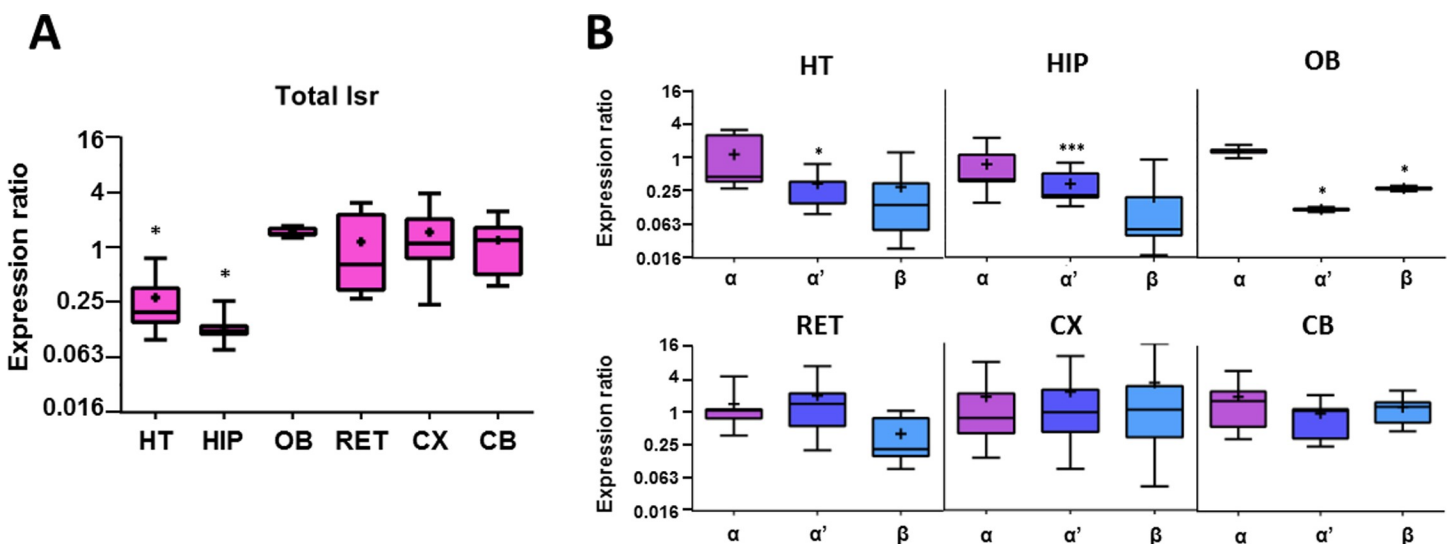 A
Total lsr
Expression ratio
16
4
1
0.25
0.063
0.016
*
*
HT HIP OB RET CX CB
B
HT HIP OB
Expression ratio
16
4
1
0.25
0.063
0.016
* *** * *
α α’ β α α’ β α α’ β
RET CX CB
Expression ratio
16
4
1
0.25
0.063
0.016
α α’ β α α’ β α α’ β